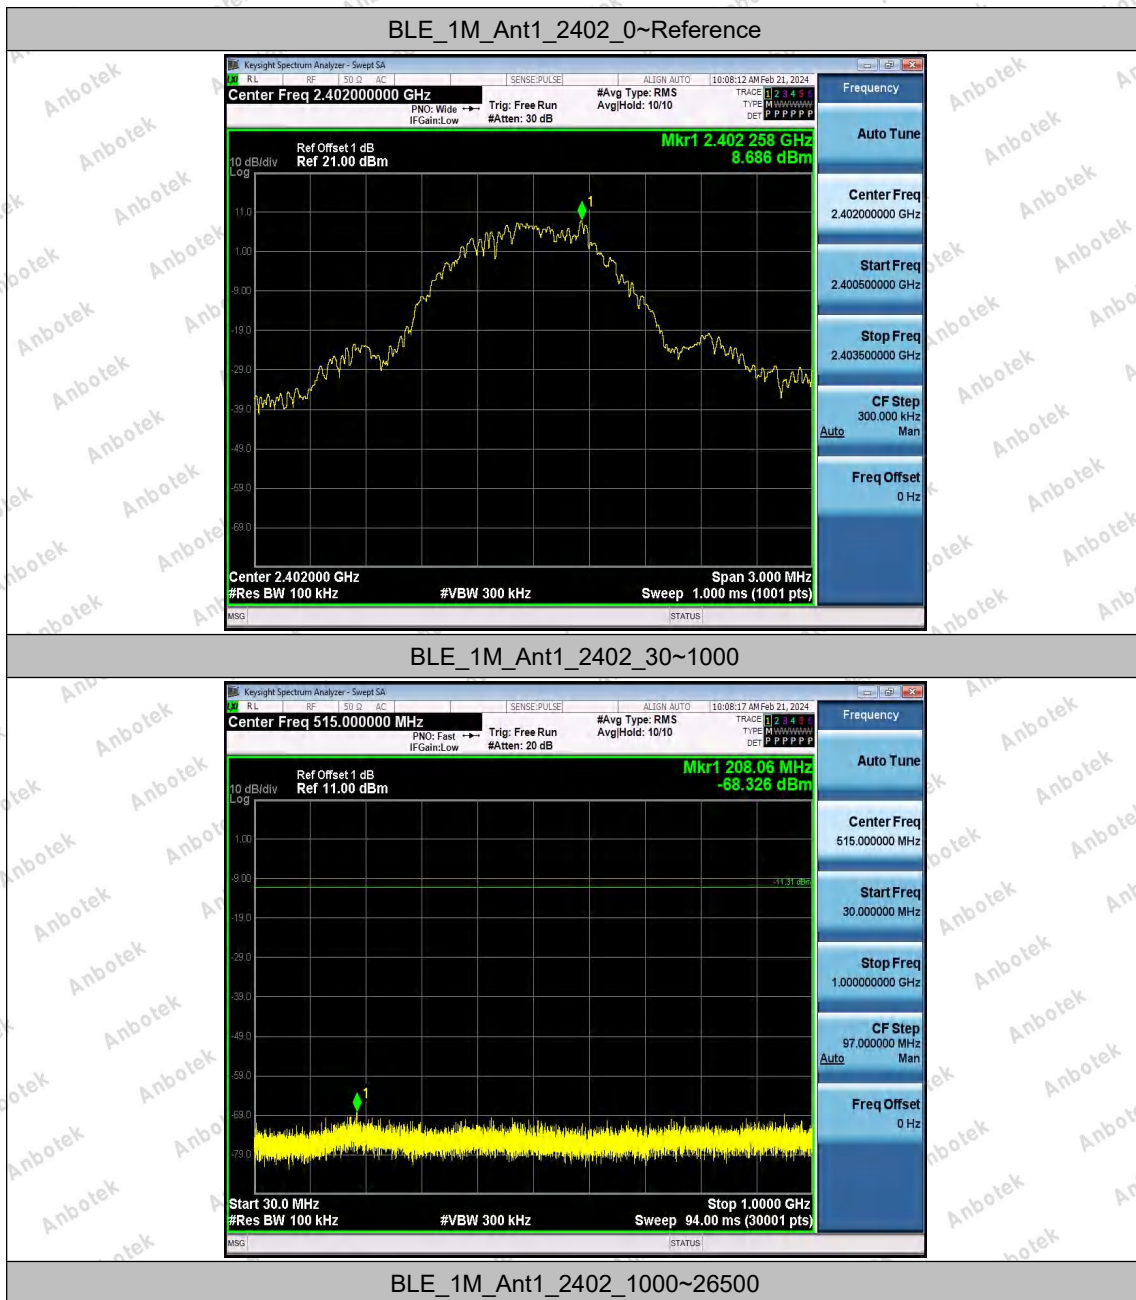 BLE_1M_Ant1_2402_0~Reference
Keysight Spectrum Analyzer - Swept SA
RL RF 50 Ω AC SENSE:PULSE ALIGN AUTO 10:08:12 AM Feb 21, 2024
Center Freq 2.402000000 GHz
PNO: Wide
IFGain:Low
Trig: Free Run
#Atten: 30 dB
#Avg Type: RMS
Avg|Hold: 10/10
TRACE 1 2 3 4 5 6
TYPE M WWWWW
DET P P P P P P
Mkr1 2.402 258 GHz
8.686 dBm
Ref Offset 1 dB
10 dB/div Ref 21.00 dBm
Log
11.0
1.00
-9.00
-19.0
-29.0
-39.0
-49.0
-59.0
-69.0
1
Center 2.402000 GHz Span 3.000 MHz
#Res BW 100 kHz #VBW 300 kHz Sweep 1.000 ms (1001 pts)
MSG STATUS
Frequency
Auto Tune
Center Freq
2.402000000 GHz
Start Freq
2.400500000 GHz
Stop Freq
2.403500000 GHz
CF Step
300.000 kHz
Auto Man
Freq Offset
0 Hz
BLE_1M_Ant1_2402_30~1000
Keysight Spectrum Analyzer - Swept SA
RL RF 50 Ω AC SENSE:PULSE ALIGN AUTO 10:08:17 AM Feb 21, 2024
Center Freq 515.000000 MHz
PNO: Fast
IFGain:Low
Trig: Free Run
#Atten: 20 dB
#Avg Type: RMS
Avg|Hold: 10/10
TRACE 1 2 3 4 5 6
TYPE M WWWWW
DET P P P P P P
Mkr1 208.06 MHz
-68.326 dBm
Ref Offset 1 dB
10 dB/div Ref 11.00 dBm
Log
1.00
-9.00
-19.0
-29.0
-39.0
-49.0
-59.0
-69.0
-79.0
-11.31 dBm
1
Start 30.0 MHz Stop 1.0000 GHz
#Res BW 100 kHz #VBW 300 kHz Sweep 94.00 ms (30001 pts)
MSG STATUS
Frequency
Auto Tune
Center Freq
515.000000 MHz
Start Freq
30.000000 MHz
Stop Freq
1.000000000 GHz
CF Step
97.000000 MHz
Auto Man
Freq Offset
0 Hz
BLE_1M_Ant1_2402_1000~26500
Anbotek